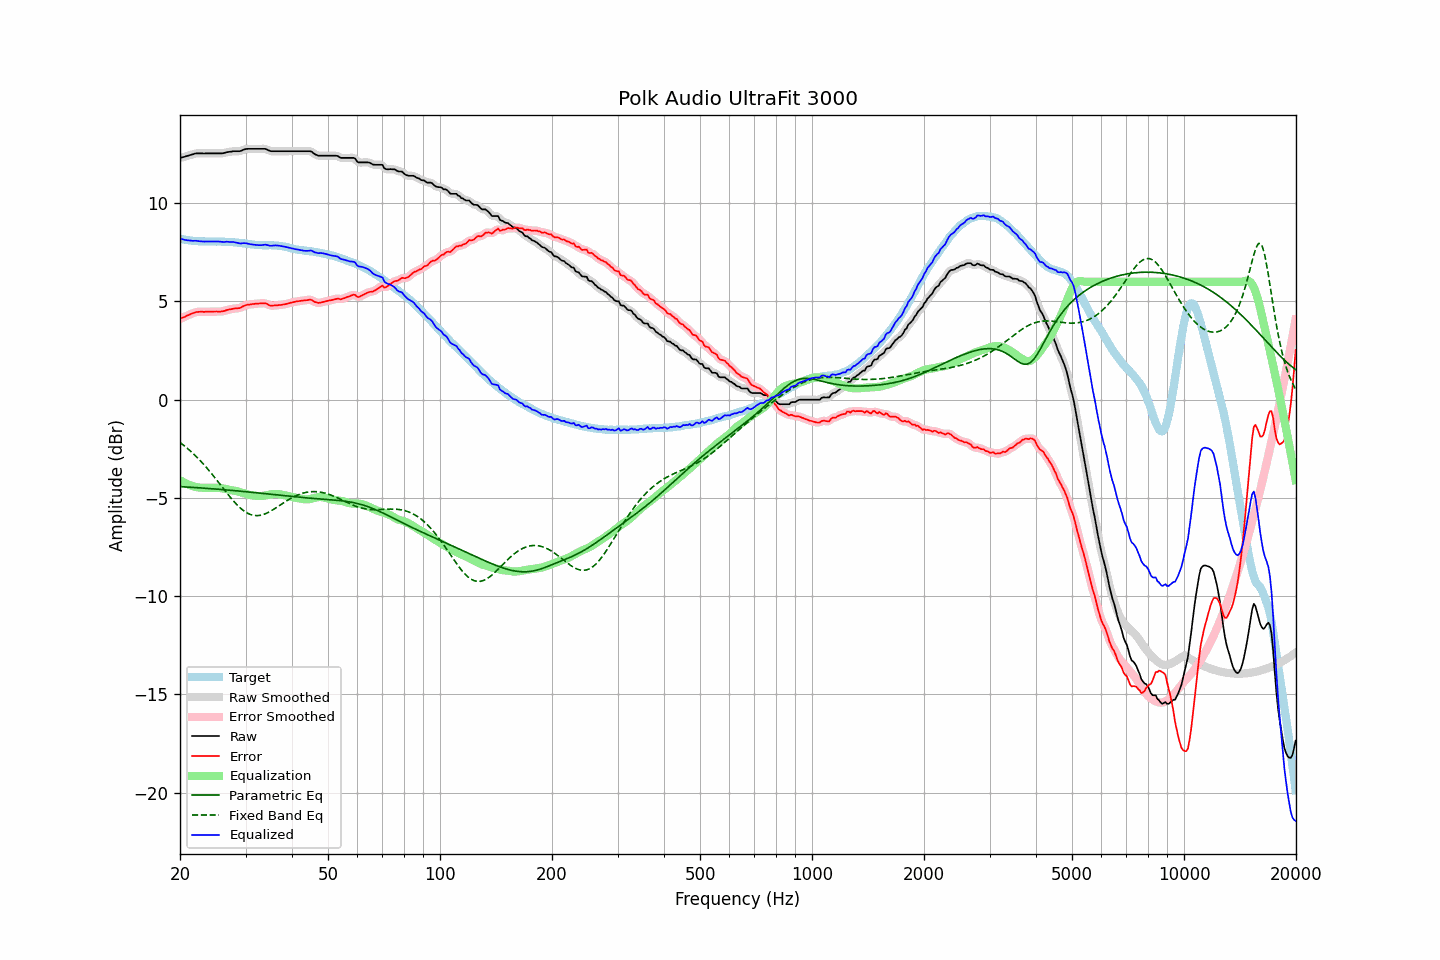 Polk Audio UltraFit 3000
10
5
0
−5
−10
−15
−20
Amplitude (dBr)
Target
Raw Smoothed
Error Smoothed
Raw
Error
Equalization
Parametric Eq
Fixed Band Eq
Equalized
20 50 100 200 500 1000 2000 5000 10000 20000
Frequency (Hz)